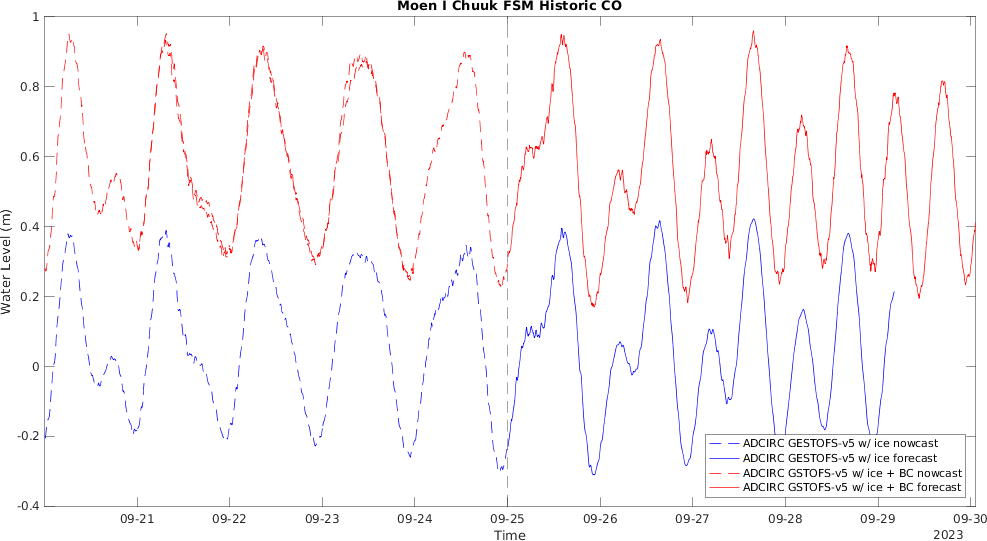 Moen I Chuuk FSM Historic CO
1
0.8
0.6
0.4
0.2
0
-0.2
-0.4
Water Level (m)
ADCIRC GESTOFS-v5 w/ ice nowcast
ADCIRC GESTOFS-v5 w/ ice forecast
ADCIRC GSTOFS-v5 w/ ice + BC nowcast
ADCIRC GSTOFS-v5 w/ ice + BC forecast
09-21 09-22 09-23 09-24 09-25 09-26 09-27 09-28 09-29 09-30
Time
2023